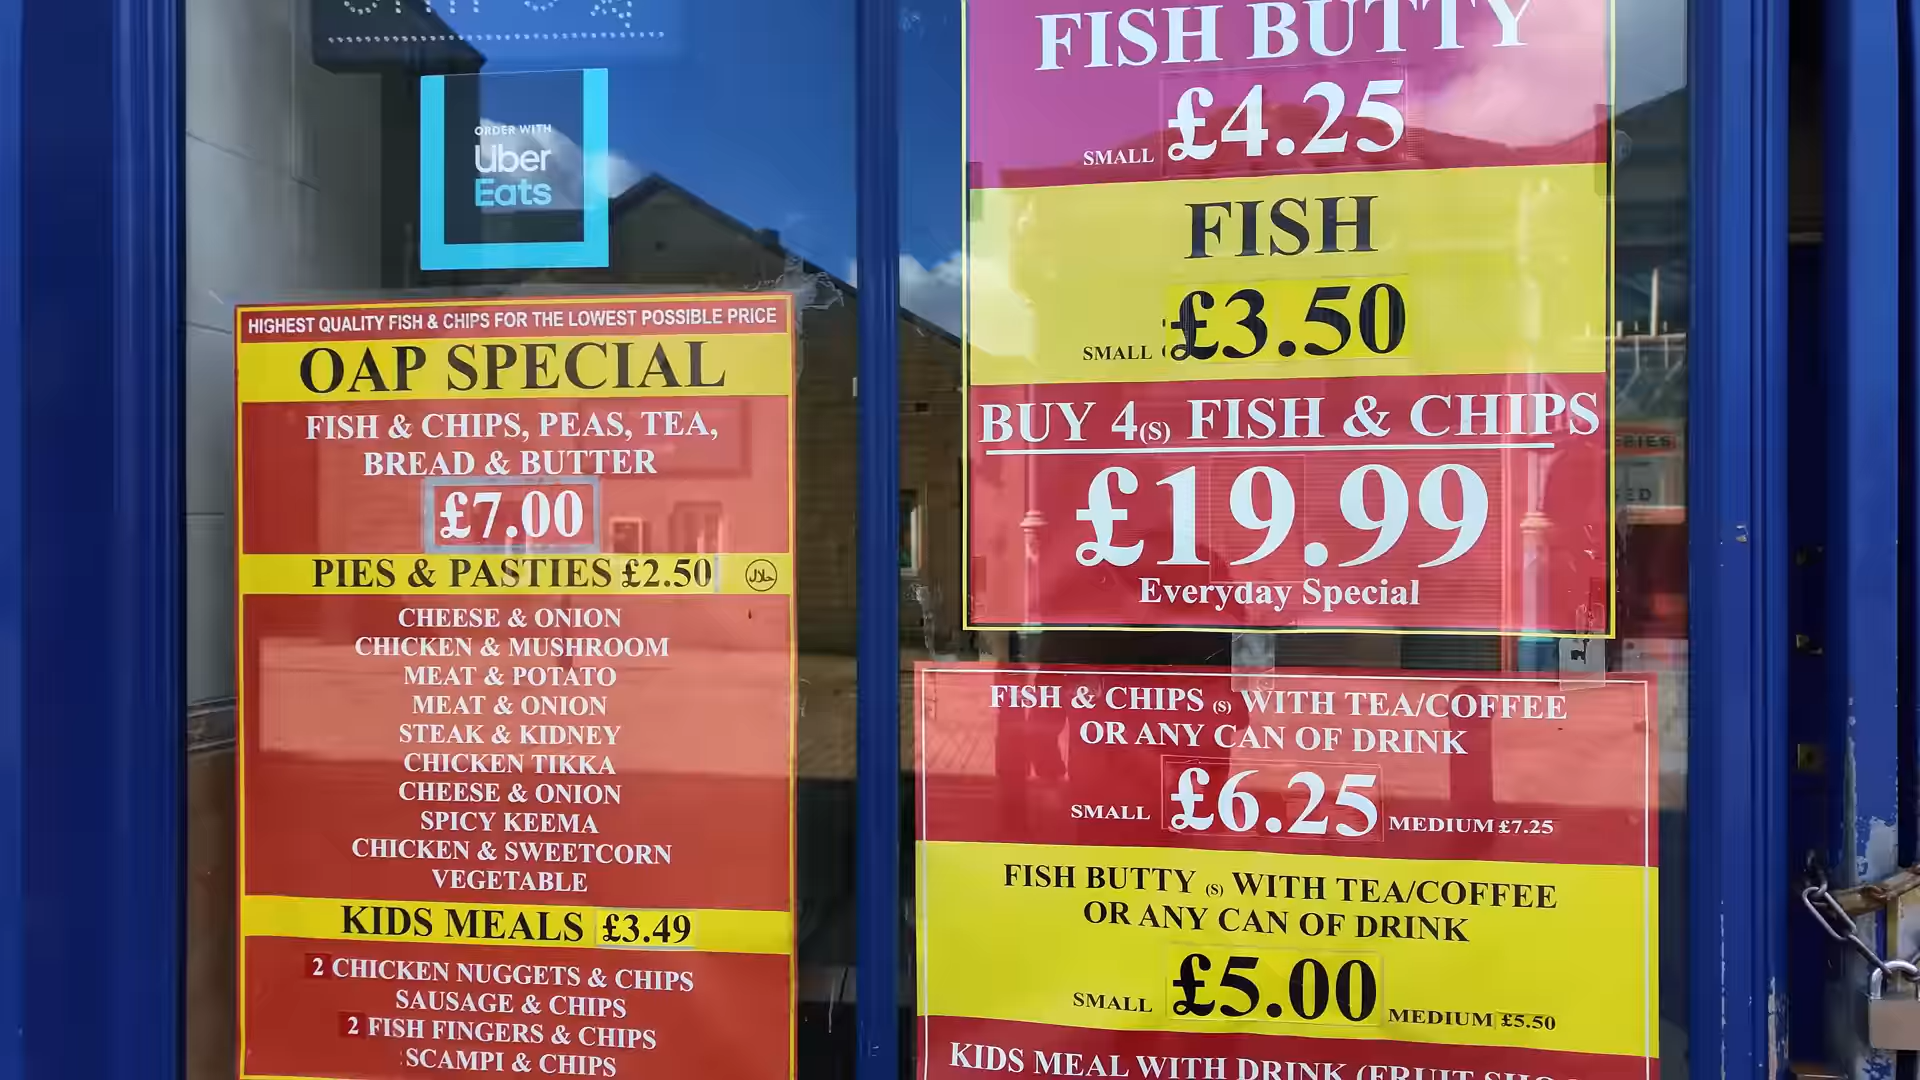 ORDER WITH
Uber
Eats
HIGHEST QUALITY FISH & CHIPS FOR THE LOWEST POSSIBLE PRICE
OAP SPECIAL
FISH & CHIPS, PEAS, TEA,
BREAD & BUTTER
£7.00
PIES & PASTIES £2.50 حلال
CHEESE & ONION
CHICKEN & MUSHROOM
MEAT & POTATO
MEAT & ONION
STEAK & KIDNEY
CHICKEN TIKKA
CHEESE & ONION
SPICY KEEMA
CHICKEN & SWEETCORN
VEGETABLE
KIDS MEALS £3.49
2 CHICKEN NUGGETS & CHIPS
SAUSAGE & CHIPS
2 FISH FINGERS & CHIPS
SCAMPI & CHIPS
FISH BUTTY
SMALL £4.25
FISH
SMALL £3.50
BUY 4(S) FISH & CHIPS
£19.99
Everyday Special
FISH & CHIPS (S) WITH TEA/COFFEE
OR ANY CAN OF DRINK
SMALL £6.25 MEDIUM £7.25
FISH BUTTY (S) WITH TEA/COFFEE
OR ANY CAN OF DRINK
SMALL £5.00 MEDIUM £5.50
KIDS MEAL WITH DRINK (FRUIT